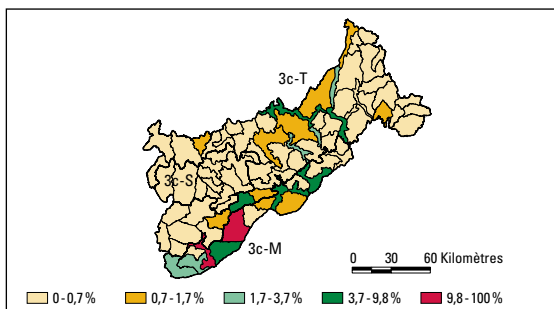 3c-T
3c-S
3c-M
0 30 60 Kilomètres
0 - 0,7 % 0,7 - 1,7 % 1,7 - 3,7 % 3,7 - 9,8 % 9,8 - 100 %